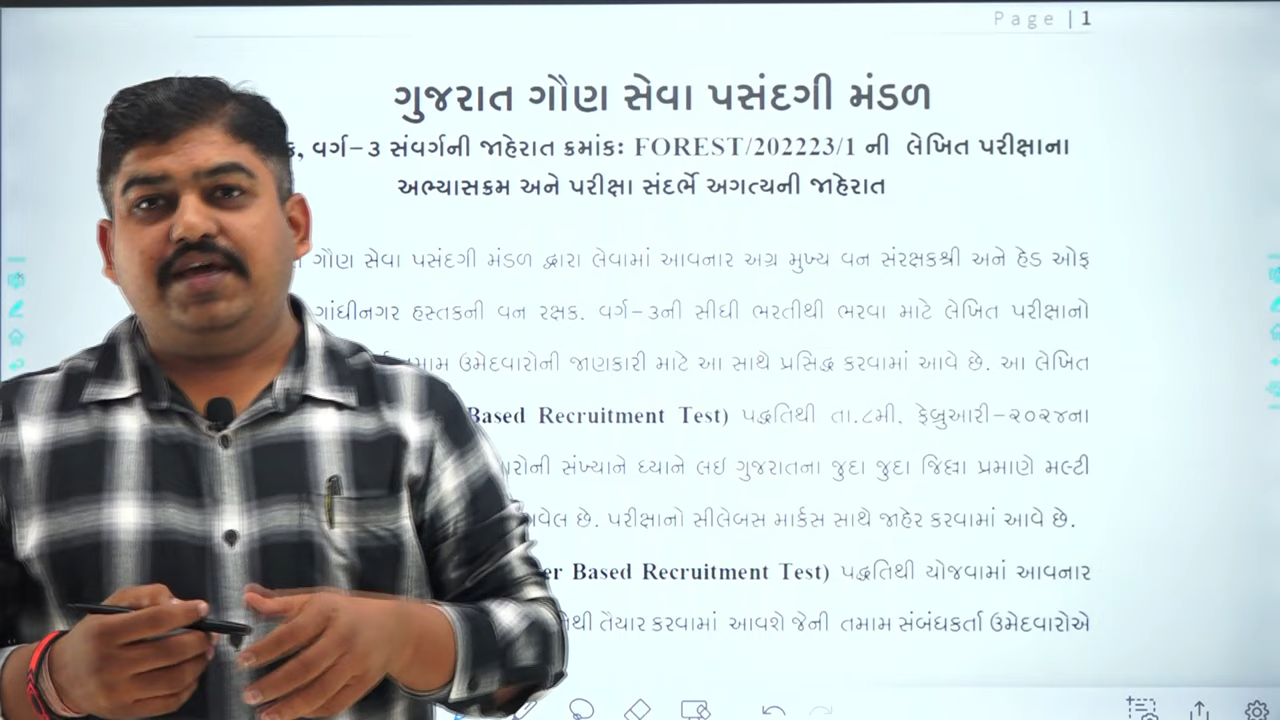 Page | 1
ગુજરાત ગૌણ સેવા પસંદગી મંડળ
વર્ગ-૩ સંવર્ગની જાહેરાત ક્રમાંકઃ FOREST/202223/1 ની લેખિત પરીક્ષાના
અભ્યાસક્રમ અને પરીક્ષા સંદર્ભે અગત્યની જાહેરાત
ગૌણ સેવા પસંદગી મંડળ દ્વારા લેવામાં આવનાર અગ્ર મુખ્ય વન સંરક્ષકશ્રી અને હેડ ઓફ
ગાંધીનગર હસ્તકની વન રક્ષક. વર્ગ-૩ની સીધી ભરતીથી ભરવા માટે લેખિત પરીક્ષાનો
ઉમેદવારોની જાણકારી માટે આ સાથે પ્રસિદ્ધ કરવામાં આવે છે. આ લેખિત
Based Recruitment Test) પદ્ધતિથી તા.૮મી. ફેબ્રુઆરી-૨૦૨૪ના
સંખ્યાને ધ્યાને લઇ ગુજરાતના જુદા જુદા જિલ્લા પ્રમાણે મલ્ટી
છે. પરીક્ષાનો સીલેબસ માર્કસ સાથે જાહેર કરવામાં આવે છે.
Based Recruitment Test) પદ્ધતિથી યોજવામાં આવનાર
તૈયાર કરવામાં આવશે જેની તમામ સંબંધકર્તા ઉમેદવારોએ